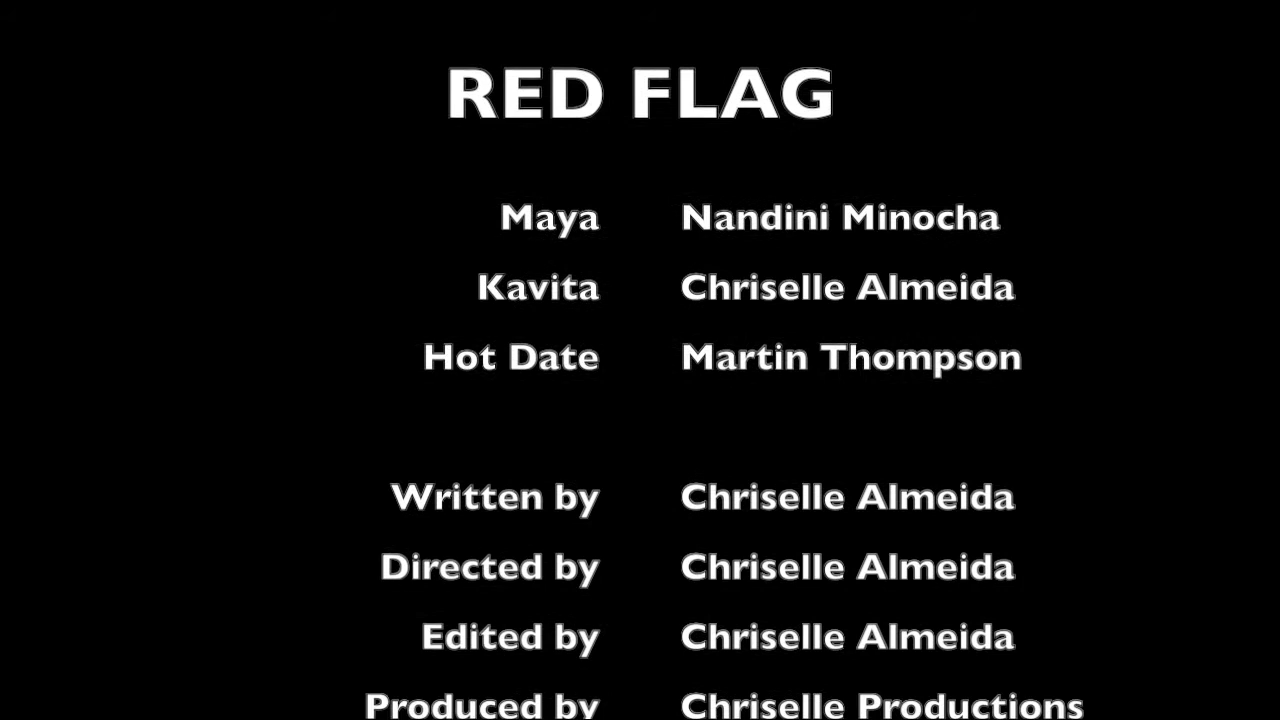 RED FLAG
Maya Nandini Minocha
Kavita Chriselle Almeida
Hot Date Martin Thompson
Written by Chriselle Almeida
Directed by Chriselle Almeida
Edited by Chriselle Almeida
Produced by Chriselle Productions